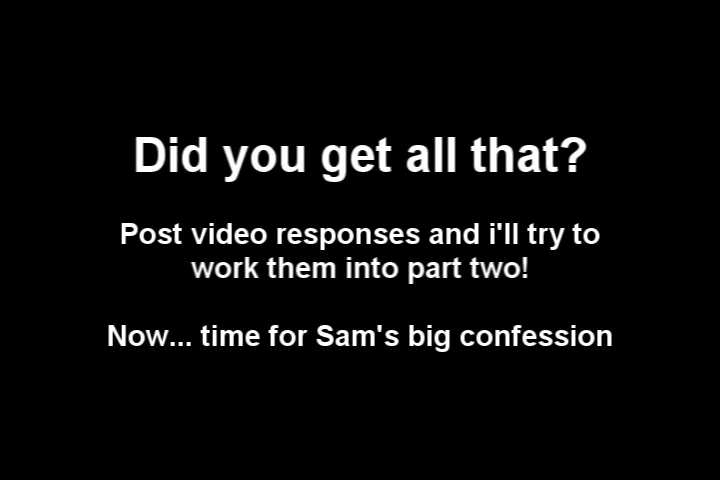 Did you get all that?
Post video responses and i'll try to
work them into part two!
Now... time for Sam's big confession